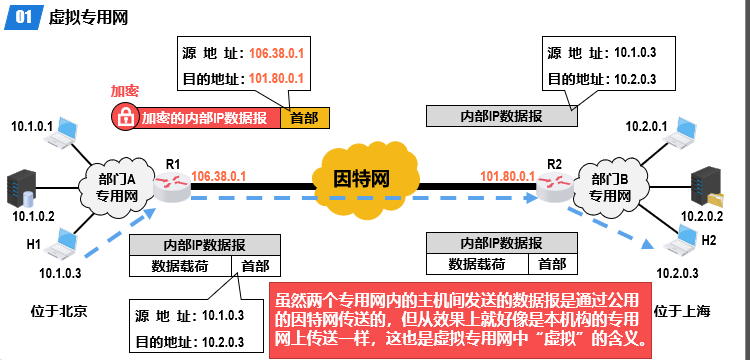 01 虚拟专用网
源 地 址：106.38.0.1
目的地址：101.80.0.1
源 地 址：10.1.0.3
目的地址：10.2.0.3
加密
加密的内部IP数据报 首部
内部IP数据报
10.1.0.1
10.2.0.1
R1
R2
106.38.0.1
因特网
101.80.0.1
部门A
专用网
部门B
专用网
10.1.0.2
10.2.0.2
H1
H2
10.1.0.3
10.2.0.3
内部IP数据报
数据载荷 首部
内部IP数据报
数据载荷 首部
位于北京
源 地 址：10.1.0.3
目的地址：10.2.0.3
虽然两个专用网内的主机间发送的数据报是通过公用
的因特网传送的，但从效果上就好像是本机构的专用
网上传送一样，这也是虚拟专用网中“虚拟”的含义。
位于上海